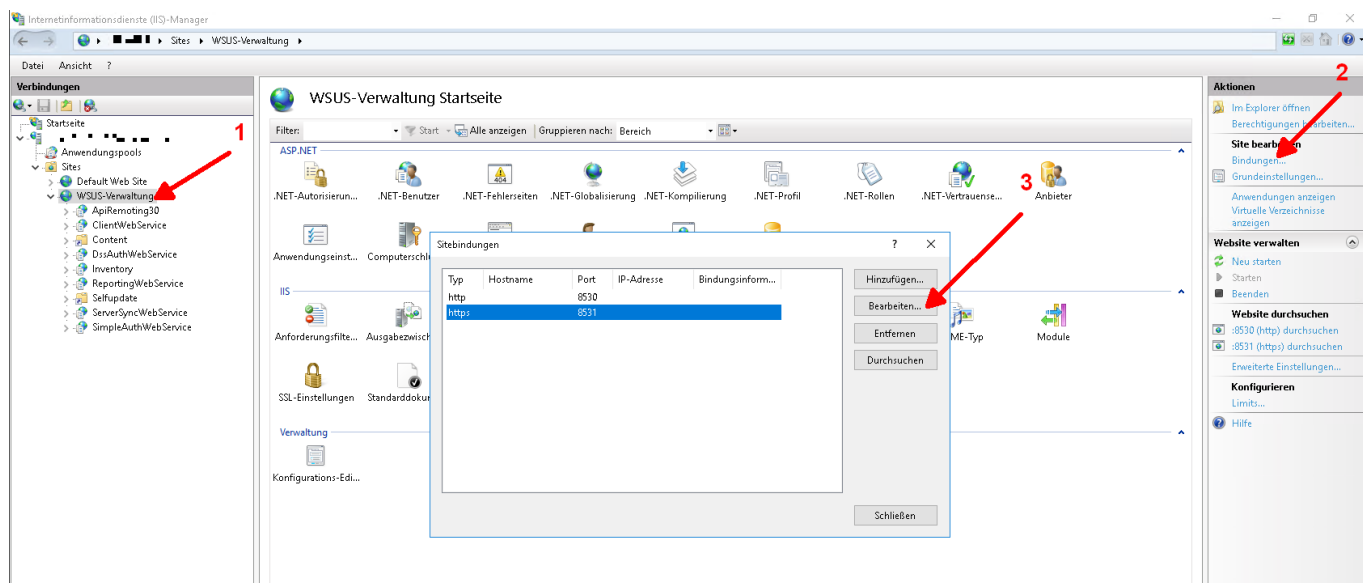 Internetinformationsdienste (IIS)-Manager
Sites
WSUS-Verwaltung
Datei Ansicht ?
Verbindungen
Startseite
Anwendungspools
Sites
Default Web Site
WSUS-Verwaltung
ApiRemoting30
ClientWebService
Content
DssAuthWebService
Inventory
ReportingWebService
Selfupdate
ServerSyncWebService
SimpleAuthWebService
1
WSUS-Verwaltung Startseite
Filter: Start Alle anzeigen Gruppieren nach: Bereich
ASP.NET
.NET-Autorisierun... .NET-Benutzer .NET-Fehlerseiten .NET-Globalisierung .NET-Kompilierung .NET-Profil .NET-Rollen .NET-Vertrauense... Anbieter
404
Anwendungseinst... Computerschlü
IIS
Anforderungsfilte... Ausgabezwisch ME-Typ Module
SSL-Einstellungen Standarddokum
Verwaltung
Konfigurations-Edi...
3
Sitebindungen ?
Typ Hostname Port IP-Adresse Bindungsinform...
http 8530
https 8531
Hinzufügen...
Bearbeiten...
Entfernen
Durchsuchen
Schließen
2
Aktionen
Im Explorer öffnen
Berechtigungen bearbeiten...
Site bearbeiten
Bindungen...
Grundeinstellungen...
Anwendungen anzeigen
Virtuelle Verzeichnisse
anzeigen
Website verwalten
Neu starten
Starten
Beenden
Website durchsuchen
:8530 (http) durchsuchen
:8531 (https) durchsuchen
Erweiterte Einstellungen...
Konfigurieren
Limits...
Hilfe